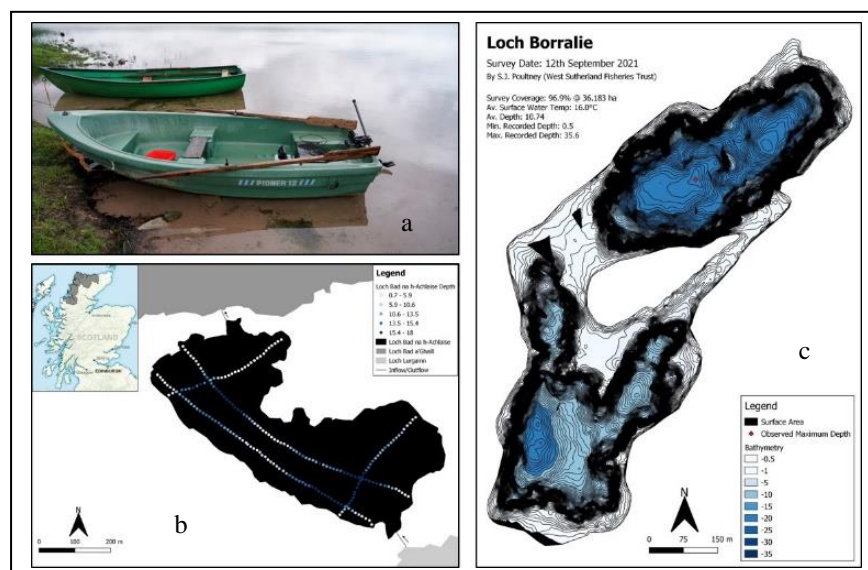 /// PIONER 12 ///
a
Legend
Loch Bad na h-Achlaise Depth
0.7 - 5.9
5.9 - 10.6
10.6 - 13.5
13.5 - 15.4
15.4 - 18
Loch Bad na h-Achlaise
Loch Bad a'Ghaill
Loch Lurgainn
Inflow/Outflow
SCOTLAND
EDINBURGH
N
0 100 200 m
b
Loch Borralie
Survey Date: 12th September 2021
By S.J. Poultney (West Sutherland Fisheries Trust)
Survey Coverage: 96.9% @ 36.183 ha
Av. Surface Water Temp: 16.0°C
Av. Depth: 10.74
Min. Recorded Depth: 0.5
Max. Recorded Depth: 35.6
c
Legend
Surface Area
Observed Maximum Depth
Bathymetry
-0.5
-1
-5
-10
-15
-20
-25
-30
-35
N
0 75 150 m